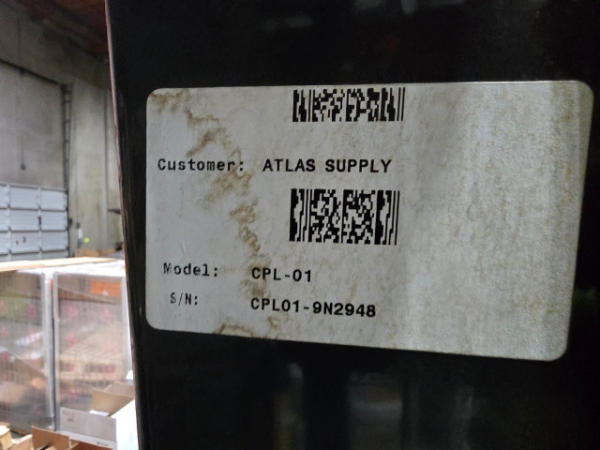 Customer: ATLAS SUPPLY
Model: CPL-01
S/N: CPL01-9N2948